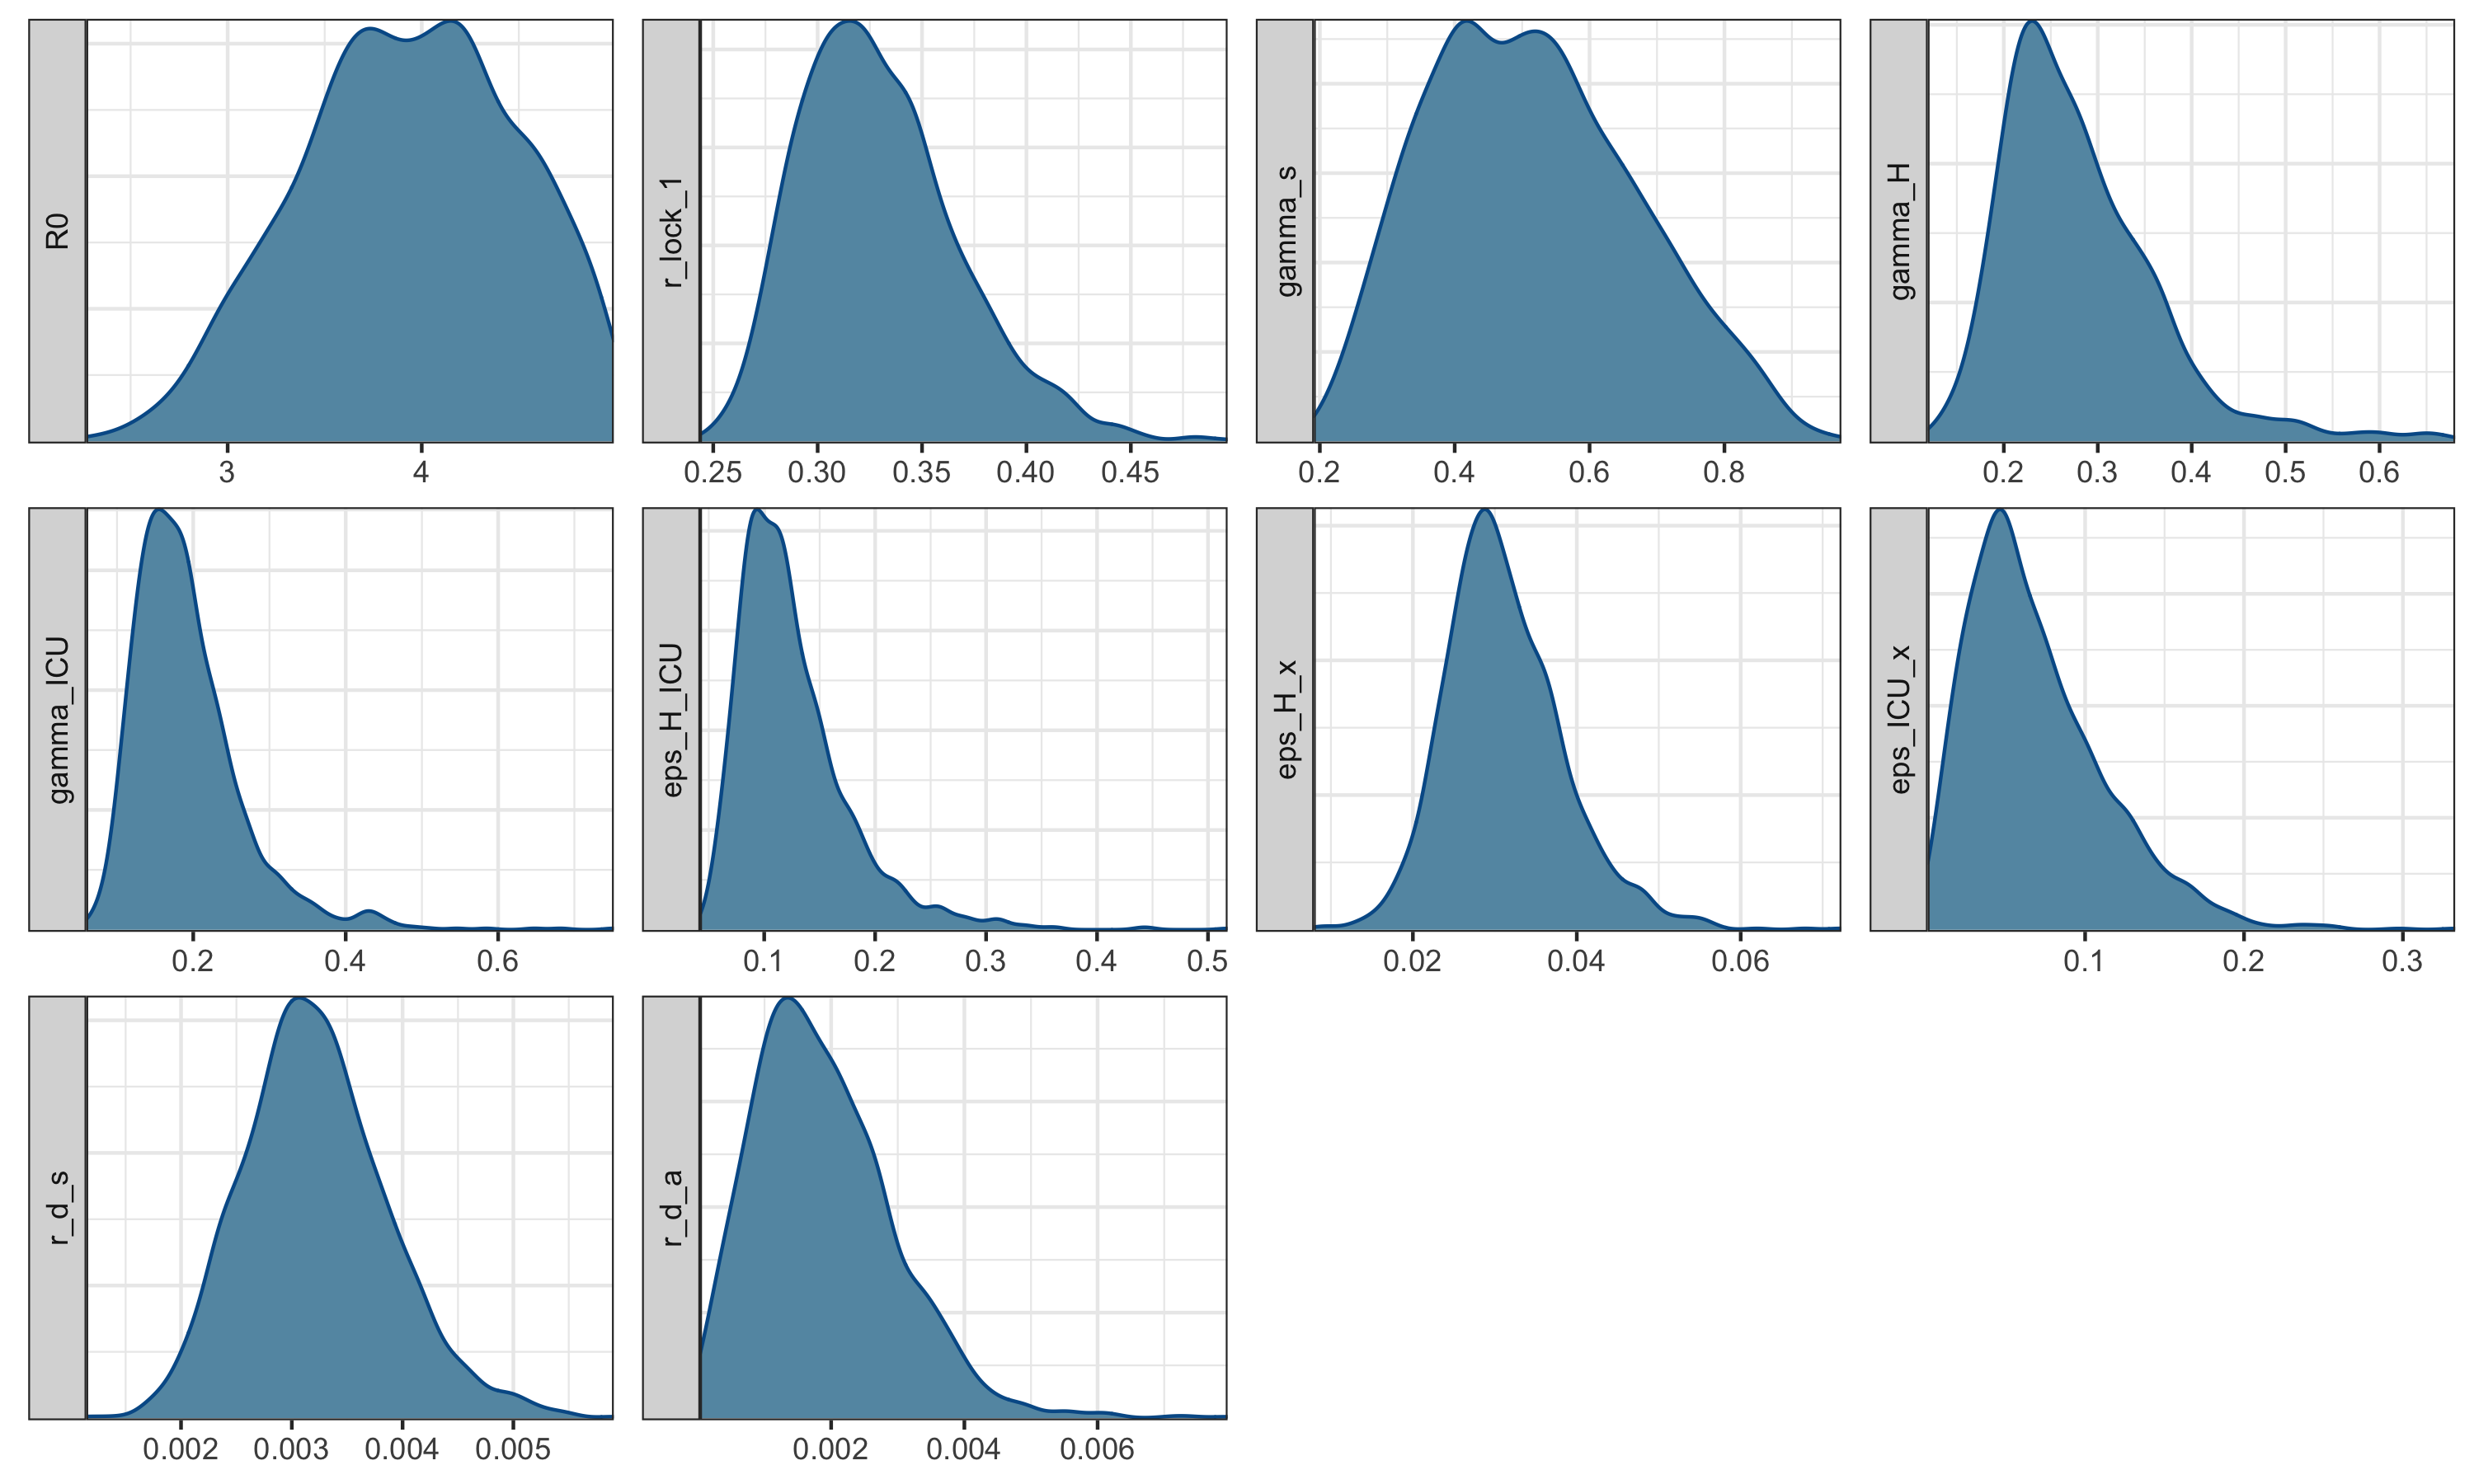 R0
3 4
r_lock_1
0.25 0.30 0.35 0.40 0.45
gamma_s
0.2 0.4 0.6 0.8
gamma_H
0.2 0.3 0.4 0.5 0.6
gamma_ICU
0.2 0.4 0.6
eps_H_ICU
0.1 0.2 0.3 0.4 0.5
eps_H_x
0.02 0.04 0.06
eps_ICU_x
0.1 0.2 0.3
r_d_s
0.002 0.003 0.004 0.005
r_d_a
0.002 0.004 0.006